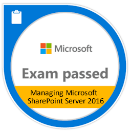 Microsoft
Exam passed
Managing Microsoft
SharePoint Server 2016